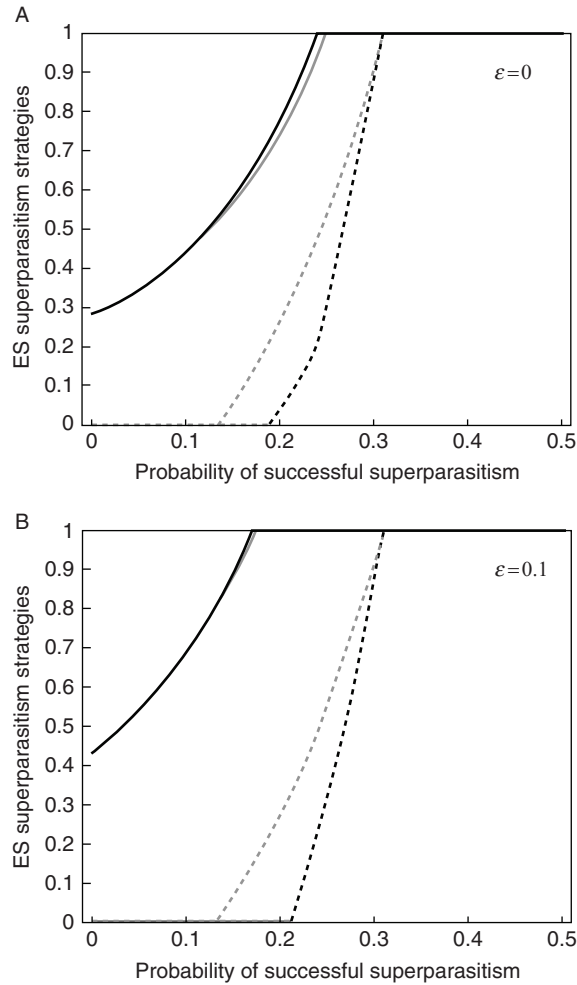 A
1
0.9
0.8
0.7
0.6
0.5
0.4
0.3
0.2
0.1
0
ES superparasitism strategies
ε=0
0 0.1 0.2 0.3 0.4 0.5
Probability of successful superparasitism
B
1
0.9
0.8
0.7
0.6
0.5
0.4
0.3
0.2
0.1
0
ES superparasitism strategies
ε=0.1
0 0.1 0.2 0.3 0.4 0.5
Probability of successful superparasitism